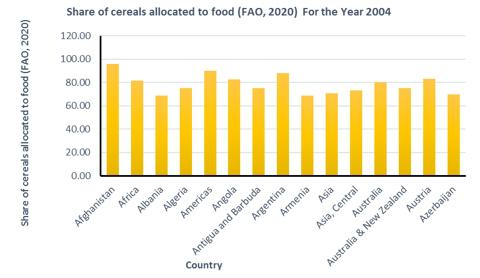 Share of cereals allocated to food (FAO, 2020)  For the Year 2004
Share of cereals allocated to food (FAO, 2020)
120.00
100.00
80.00
60.00
40.00
20.00
0.00
Afghanistan
Africa
Albania
Algeria
Americas
Angola
Antigua and Barbuda
Argentina
Armenia
Asia
Asia, Central
Australia
Australia & New Zealand
Austria
Azerbaijan
Country